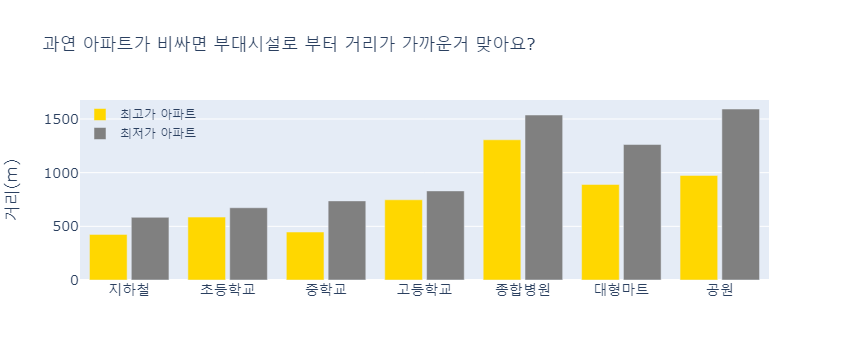 과연 아파트가 비싸면 부대시설로 부터 거리가 가까운거 맞아요?
최고가 아파트
최저가 아파트
거리(m)
1500
1000
500
0
지하철 초등학교 중학교 고등학교 종합병원 대형마트 공원